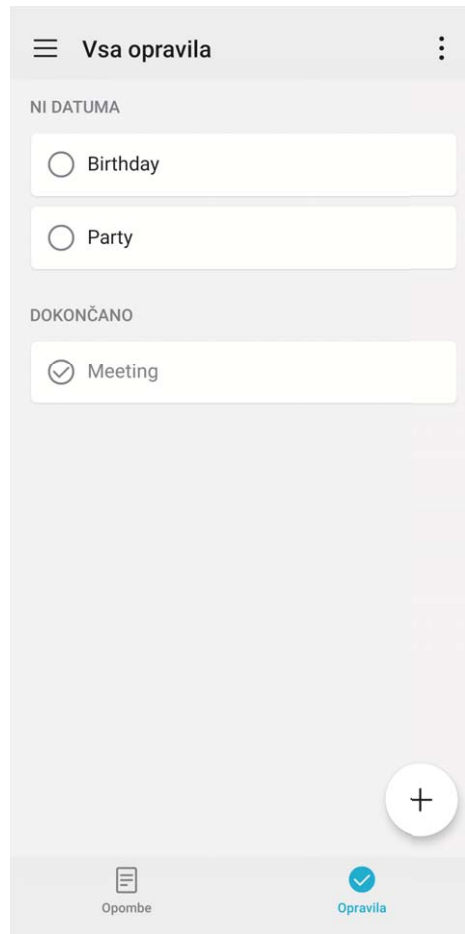 Vsa opravila
NI DATUMA
Birthday
Party
DOKONČANO
Meeting
Opombe
Opravila